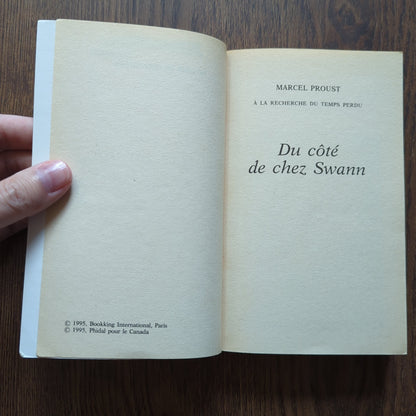 © 1995, Bookking International, Paris
© 1995, Phidal pour le Canada
MARCEL PROUST
A LA RECHERCHE DU TEMPS PERDU
Du côté
de chez Swann